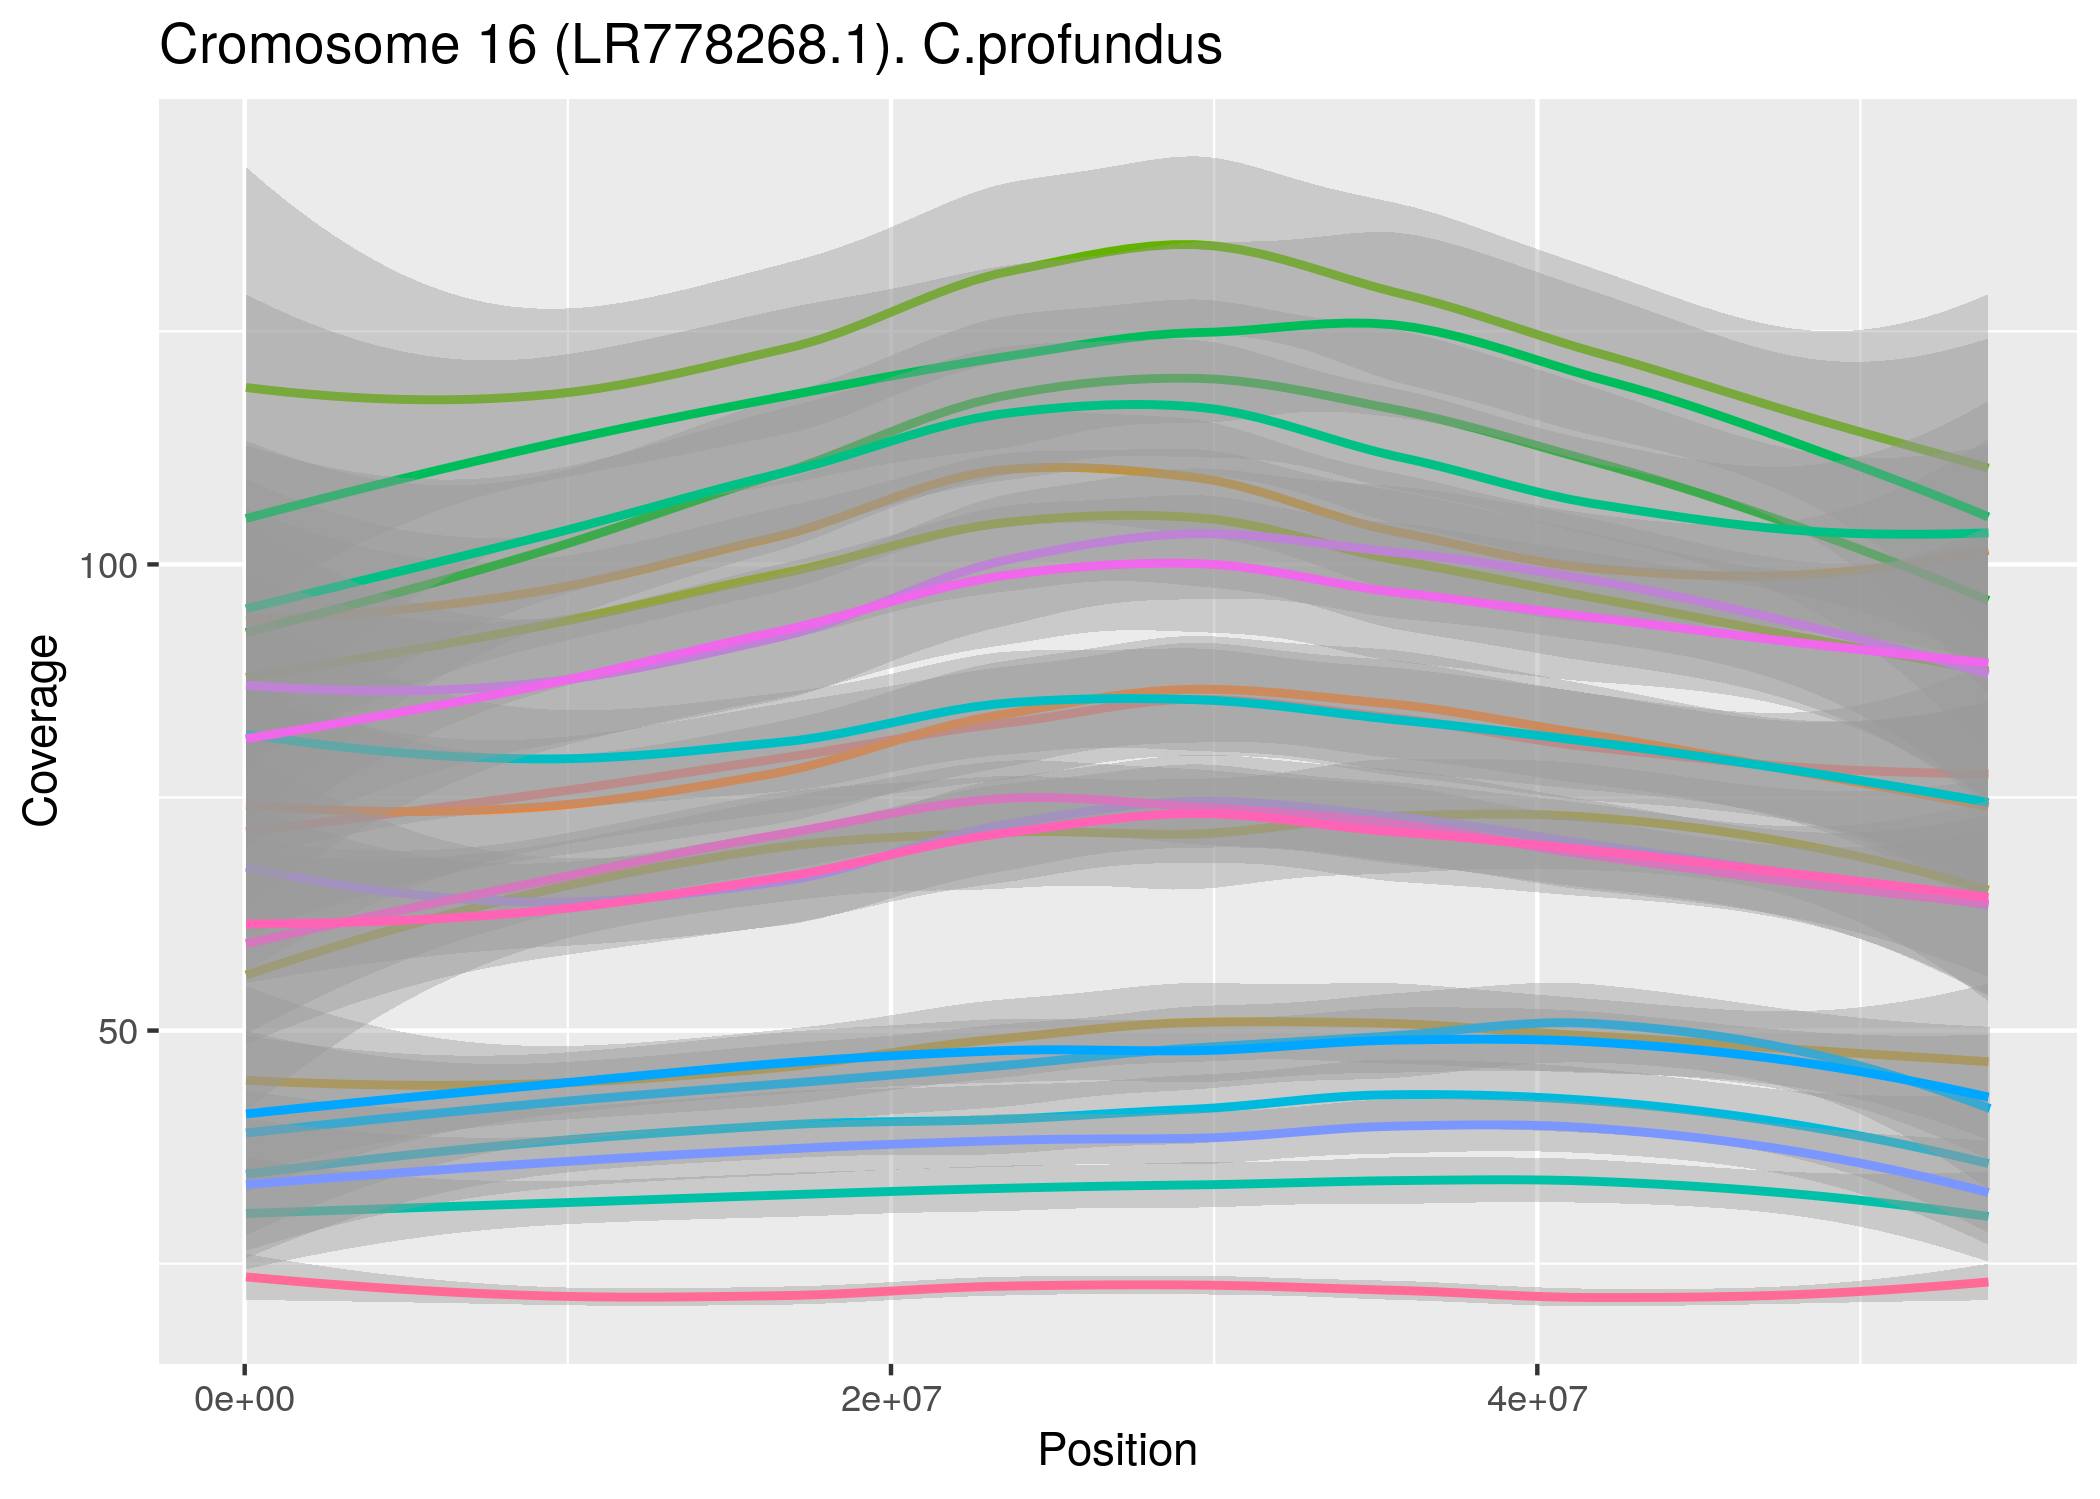 Cromosome 16 (LR778268.1). C.profundus
Coverage
100
50
0e+00
2e+07
4e+07
Position